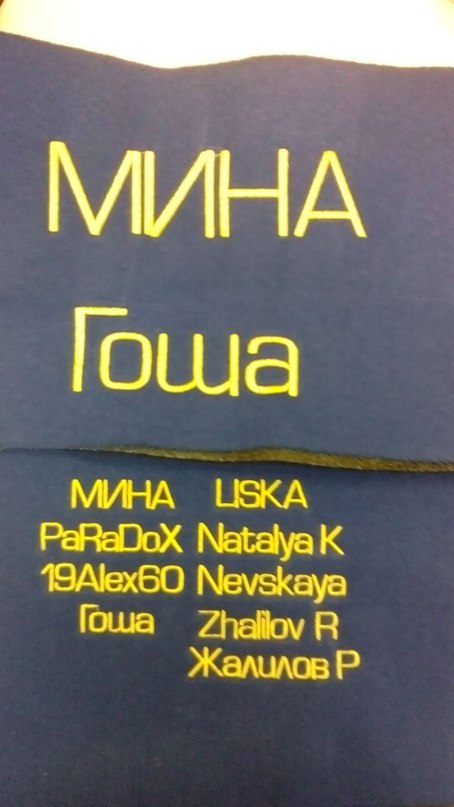 МИНА
Гоша
МИНА LISKA
PaRaDoX Natalya K
19Alex60 Nevskaya
Гоша Zhalilov R
Жалилов Р